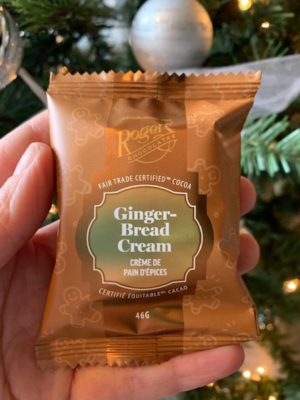 Rogers'
CHOCOLATES
FAIR TRADE CERTIFIED™ COCOA
Ginger-
Bread
Cream
CRÈME DE
PAIN D'ÉPICES
CERTIFIÉ ÉQUITABLE™ CACAO
46G